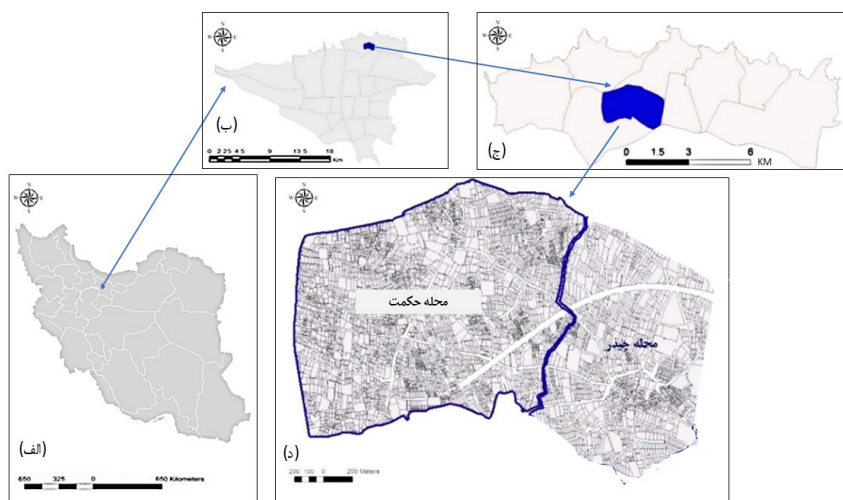 N
W E
S
(ب)
0 2.25 4.5 9 13.5 18
Km
N
W E
S
(ج)
0 1.5 3 6
KM
N
W E
S
(الف)
650 325 0 650 Kilometers
N
W E
S
محله حکمت
محله چیذر
(د)
200 100 0 200 Meters